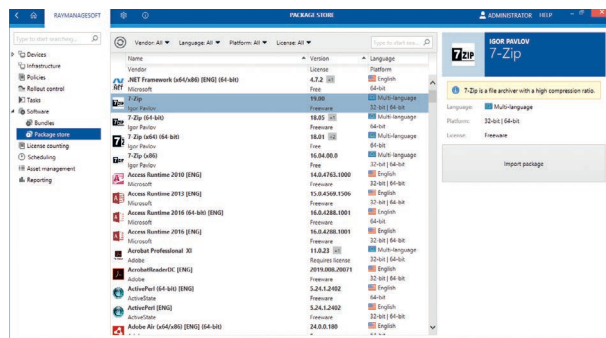 RAYMANAGESOFT
PACKAGE STORE
ADMINISTRATOR HELP
Type to start searching...
Devices
Infrastructure
Policies
Rollout control
Tasks
Software
Bundles
Package store
License counting
Scheduling
Asset management
Reporting
Vendor: All Language: All Platform: All License: All
Type to start sea...
Name Version Language
Vendor License Platform
.NET Framework (x64/x86) [ENG] (64-bit) 4.7.2 English
Microsoft Free 64-bit
7-Zip 19.00 Multi-language
Igor Pavlov Freeware 32-bit | 64-bit
7-Zip (64-bit) 18.05 Multi-language
Igor Pavlov Freeware 64-bit
7-Zip (x64) (64-bit) 18.01 Multi-language
Igor Pavlov Free 64-bit
7-Zip (x86) 16.04.00.0 Multi-language
Igor Pavlov Free 32-bit | 64-bit
Access Runtime 2010 [ENG] 14.0.4763.1000 English
Microsoft Freeware 32-bit | 64-bit
Access Runtime 2013 [ENG] 15.0.4569.1506 English
Microsoft Freeware 32-bit | 64-bit
Access Runtime 2016 (64-bit) [ENG] 16.0.4288.1001 English
Microsoft Freeware 64-bit
Access Runtime 2016 [ENG] 16.0.4288.1001 English
Microsoft Freeware 32-bit | 64-bit
Acrobat Professional XI 11.0.23 Multi-language
Adobe Requires license 32-bit | 64-bit
AcrobatReaderDC [ENG] 2019.008.20071 English
Adobe Freeware 32-bit | 64-bit
ActivePerl (64-bit) [ENG] 5.24.1.2402 English
ActiveState Freeware 64-bit
ActivePerl [ENG] 5.24.1.2402 English
ActiveState Freeware 32-bit | 64-bit
Adobe Air (x64/x86) [ENG] (64-bit) 24.0.0.180 English
7zip
IGOR PAVLOV
7-Zip
7-Zip is a file archiver with a high compression ratio.
Language: Multi-language
Platform: 32-bit | 64-bit
License: Freeware
Import package